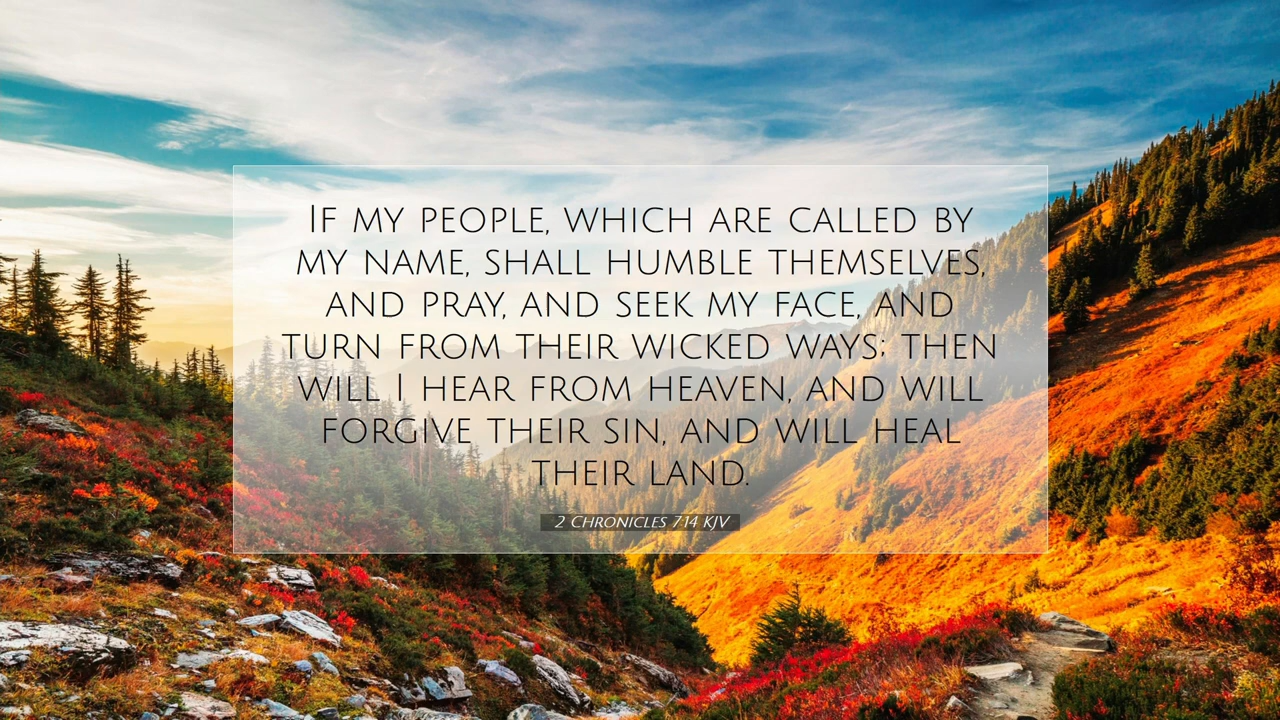 If my people, which are called by
my name, shall humble themselves,
and pray, and seek my face, and
turn from their wicked ways; then
will I hear from heaven, and will
forgive their sin, and will heal
their land.
2 Chronicles 7:14 KJV